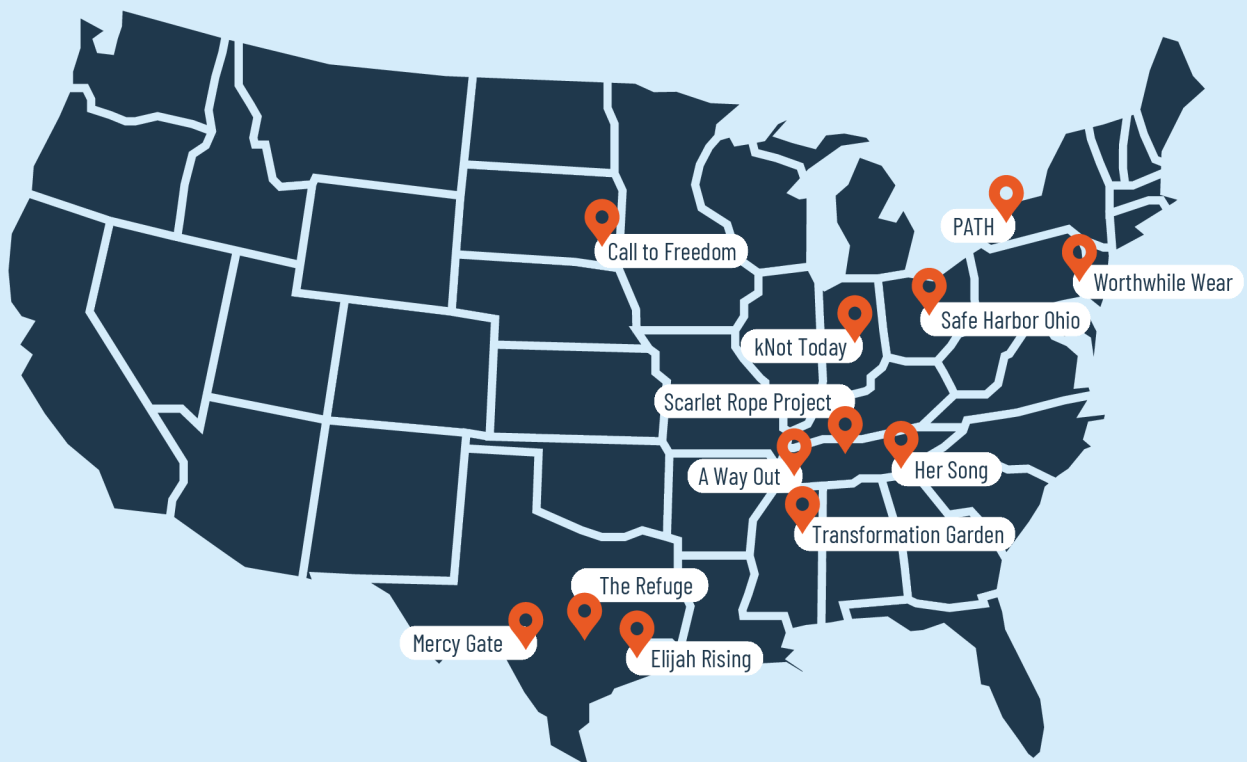 PATH
Call to Freedom
Worthwhile Wear
Safe Harbor Ohio
kNot Today
Scarlet Rope Project
A Way Out
Her Song
Transformation Garden
The Refuge
Mercy Gate
Elijah Rising